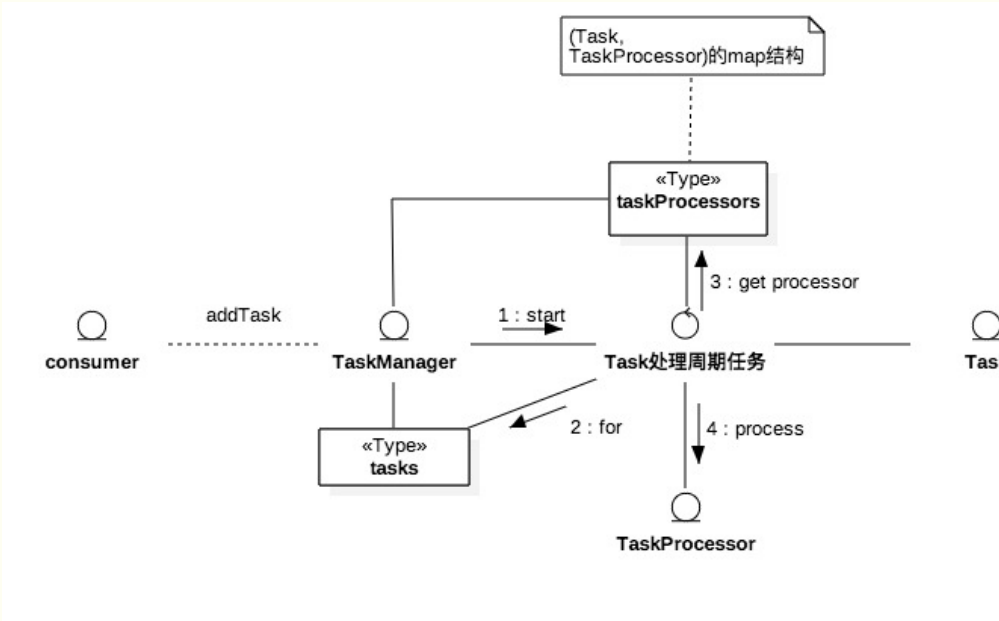 (Task,
TaskProcessor)的map结构
«Type»
taskProcessors
3 : get processor
addTask
1 : start
consumer
TaskManager
Task处理周期任务
Tas
2 : for
4 : process
«Type»
tasks
TaskProcessor